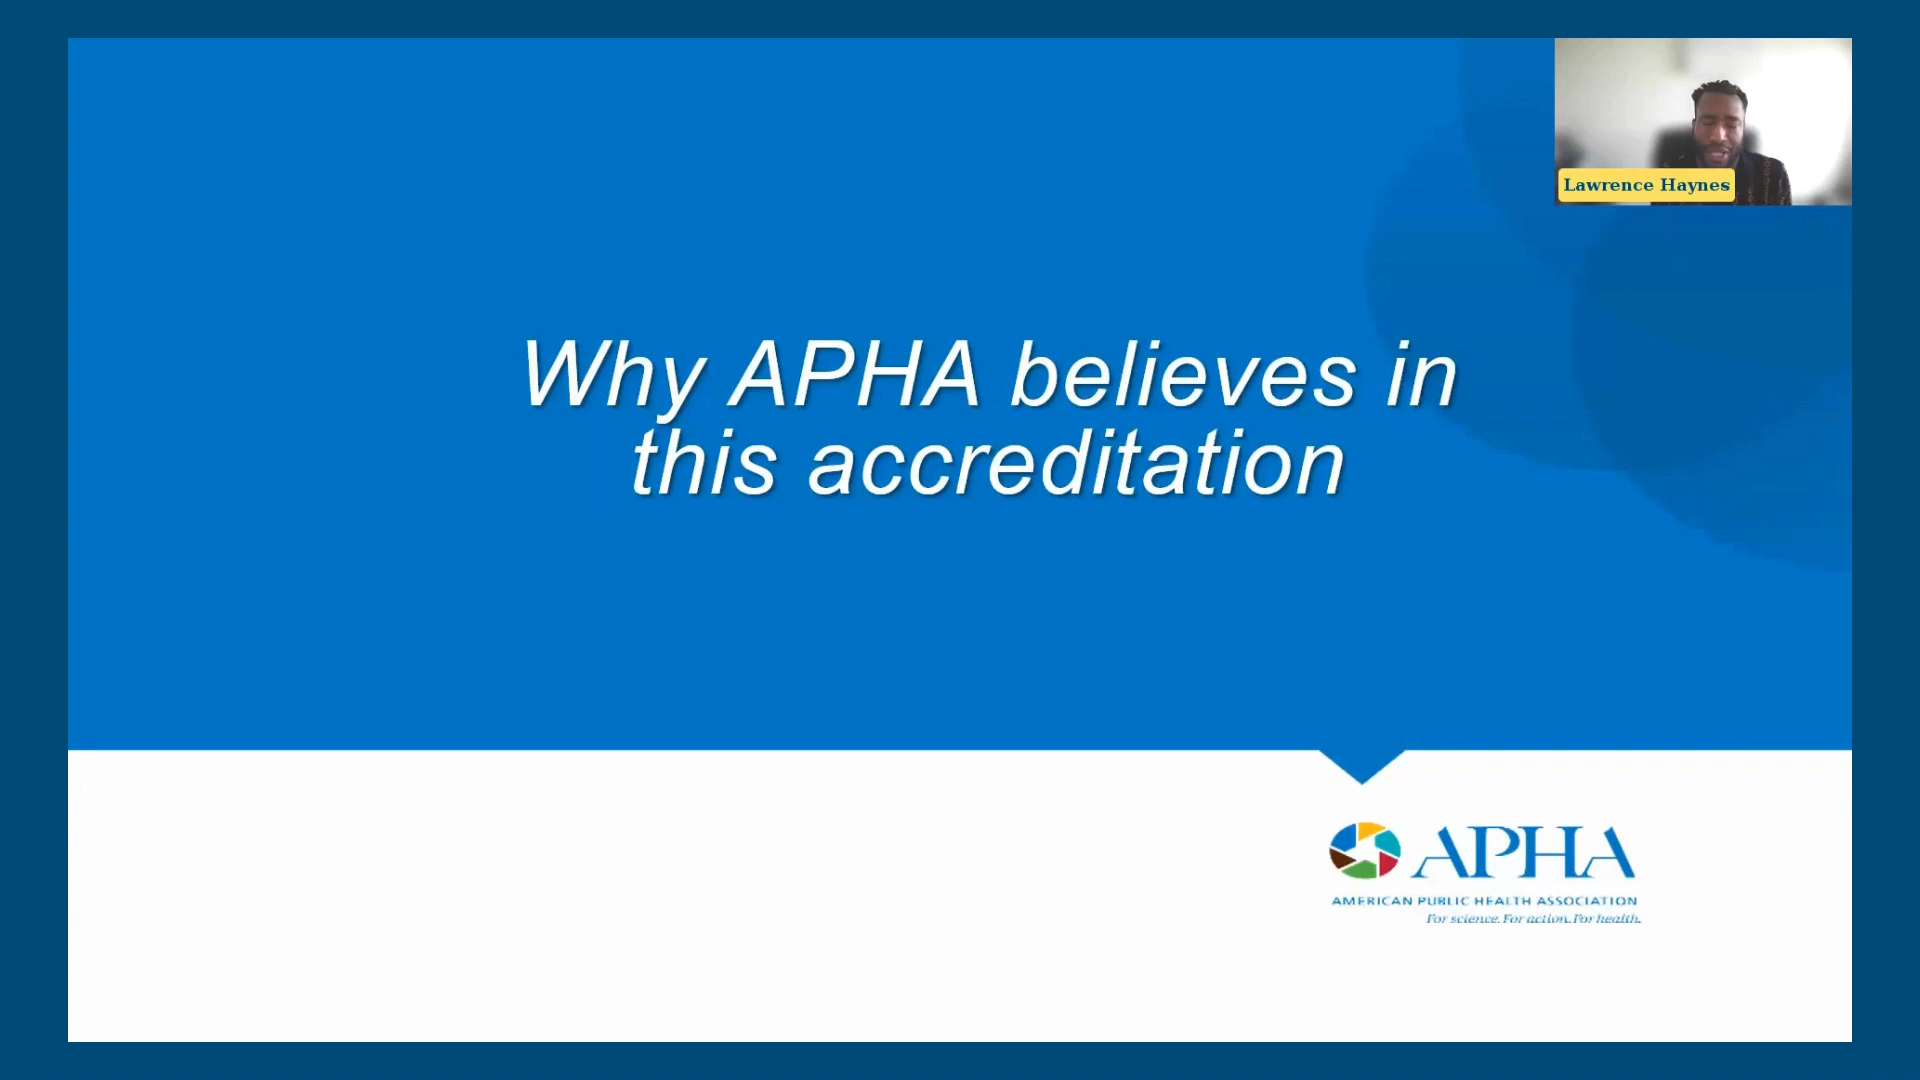 Lawrence Haynes
Why APHA believes in
this accreditation
APHA
AMERICAN PUBLIC HEALTH ASSOCIATION
For science. For action. For health.